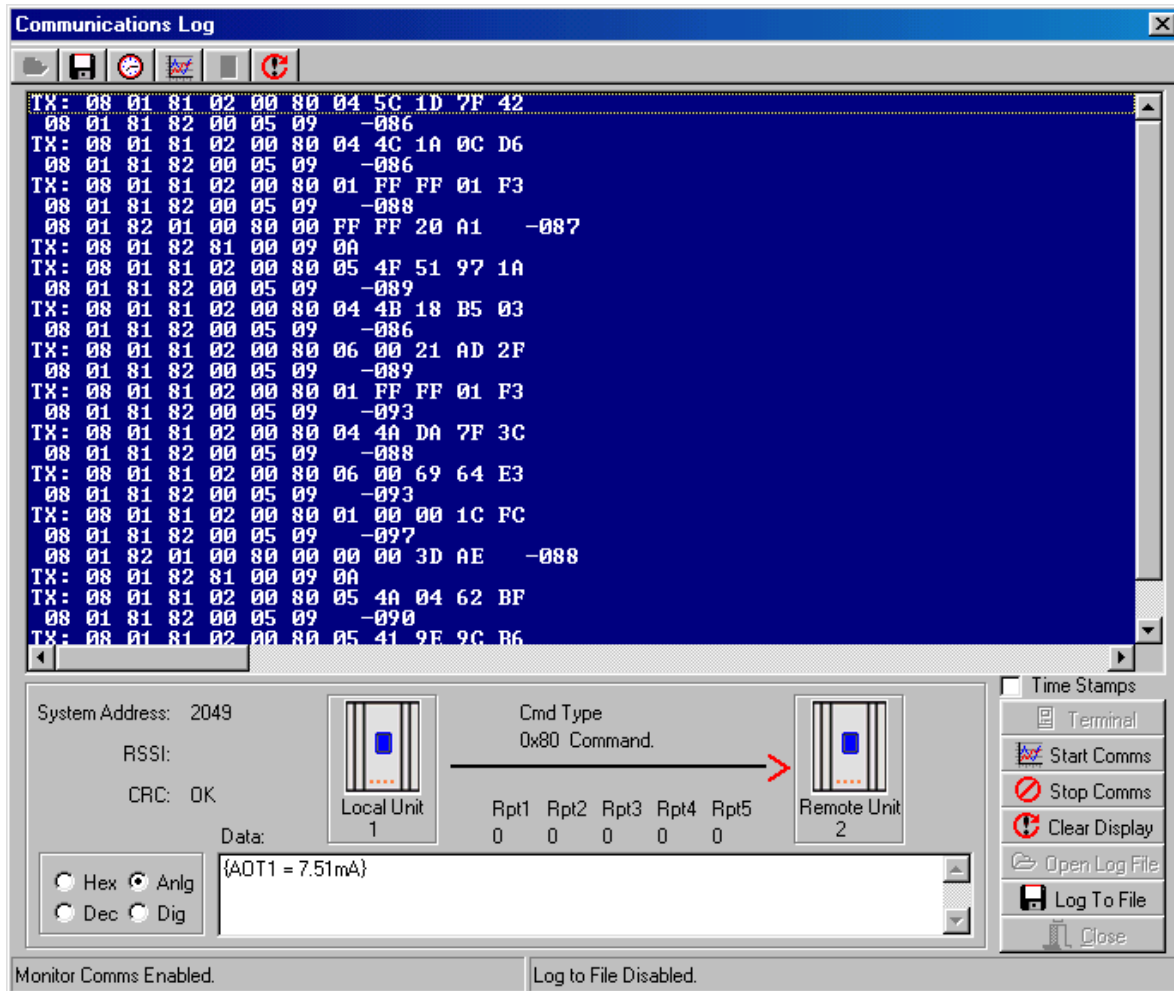 Communications Log
TX: 08 01 81 02 00 80 04 5C 1D 7F 42
08 01 81 82 00 05 09 -086
TX: 08 01 81 02 00 80 04 4C 1A 0C D6
08 01 81 82 00 05 09 -086
TX: 08 01 81 02 00 80 01 FF FF 01 F3
08 01 81 82 00 05 09 -088
08 01 82 01 00 80 00 FF FF 20 A1 -087
TX: 08 01 82 81 00 09 0A
TX: 08 01 81 02 00 80 05 4F 51 97 1A
08 01 81 82 00 05 09 -089
TX: 08 01 81 02 00 80 04 4B 18 B5 03
08 01 81 82 00 05 09 -086
TX: 08 01 81 02 00 80 06 00 21 AD 2F
08 01 81 82 00 05 09 -089
TX: 08 01 81 02 00 80 01 FF FF 01 F3
08 01 81 82 00 05 09 -093
TX: 08 01 81 02 00 80 04 4A DA 7F 3C
08 01 81 82 00 05 09 -088
TX: 08 01 81 02 00 80 06 00 69 64 E3
08 01 81 82 00 05 09 -093
TX: 08 01 81 02 00 80 01 00 00 1C FC
08 01 81 82 00 05 09 -097
08 01 82 01 00 80 00 00 00 3D AE -088
TX: 08 01 82 81 00 09 0A
TX: 08 01 81 02 00 80 05 4A 04 62 BF
08 01 81 82 00 05 09 -090
TX: 08 01 81 02 00 80 05 41 9E 9C B6
System Address: 2049
RSSI:
CRC: OK
Local Unit
1
Cmd Type
0x80 Command.
Rpt1 Rpt2 Rpt3 Rpt4 Rpt5
0 0 0 0 0
Remote Unit
2
Data:
{AOT1 = 7.51mA}
Hex Anlg
Dec Dig
Time Stamps
Terminal
Start Comms
Stop Comms
Clear Display
Open Log File
Log To File
Close
Monitor Comms Enabled.
Log to File Disabled.